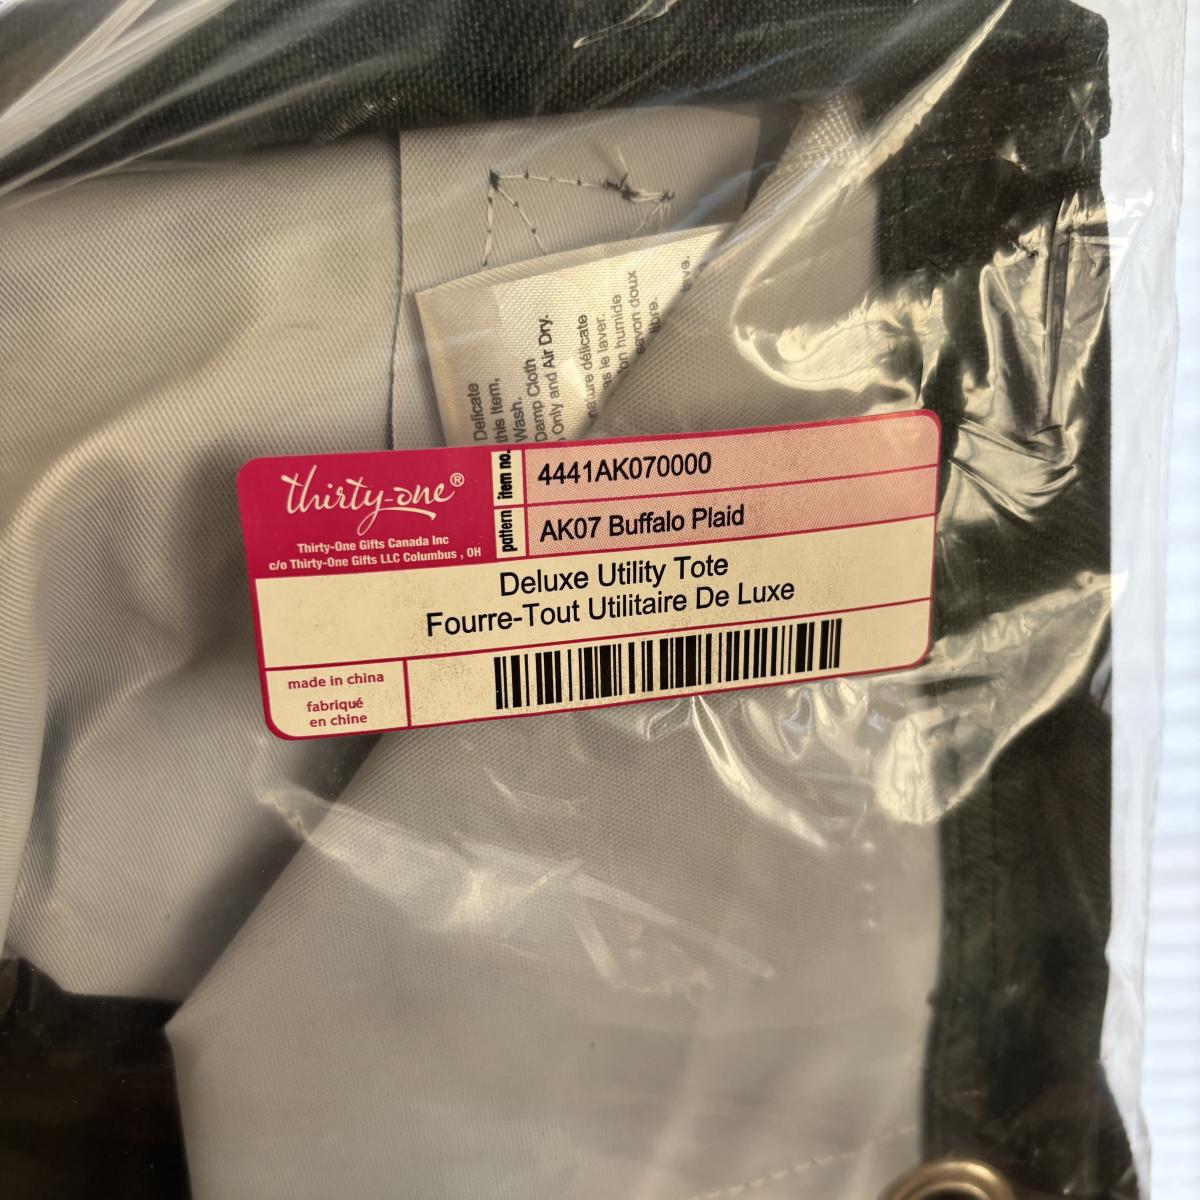 Delicate
this Item,
Wash.
Damp Cloth
Only and Air Dry.
délicate
le laver.
humide
savon doux
thirty-one®
Thirty-One Gifts Canada Inc
c/o Thirty-One Gifts LLC Columbus , OH
item no. 4441AK070000
pattern AK07 Buffalo Plaid
Deluxe Utility Tote
Fourre-Tout Utilitaire De Luxe
made in china
fabriqué
en chine